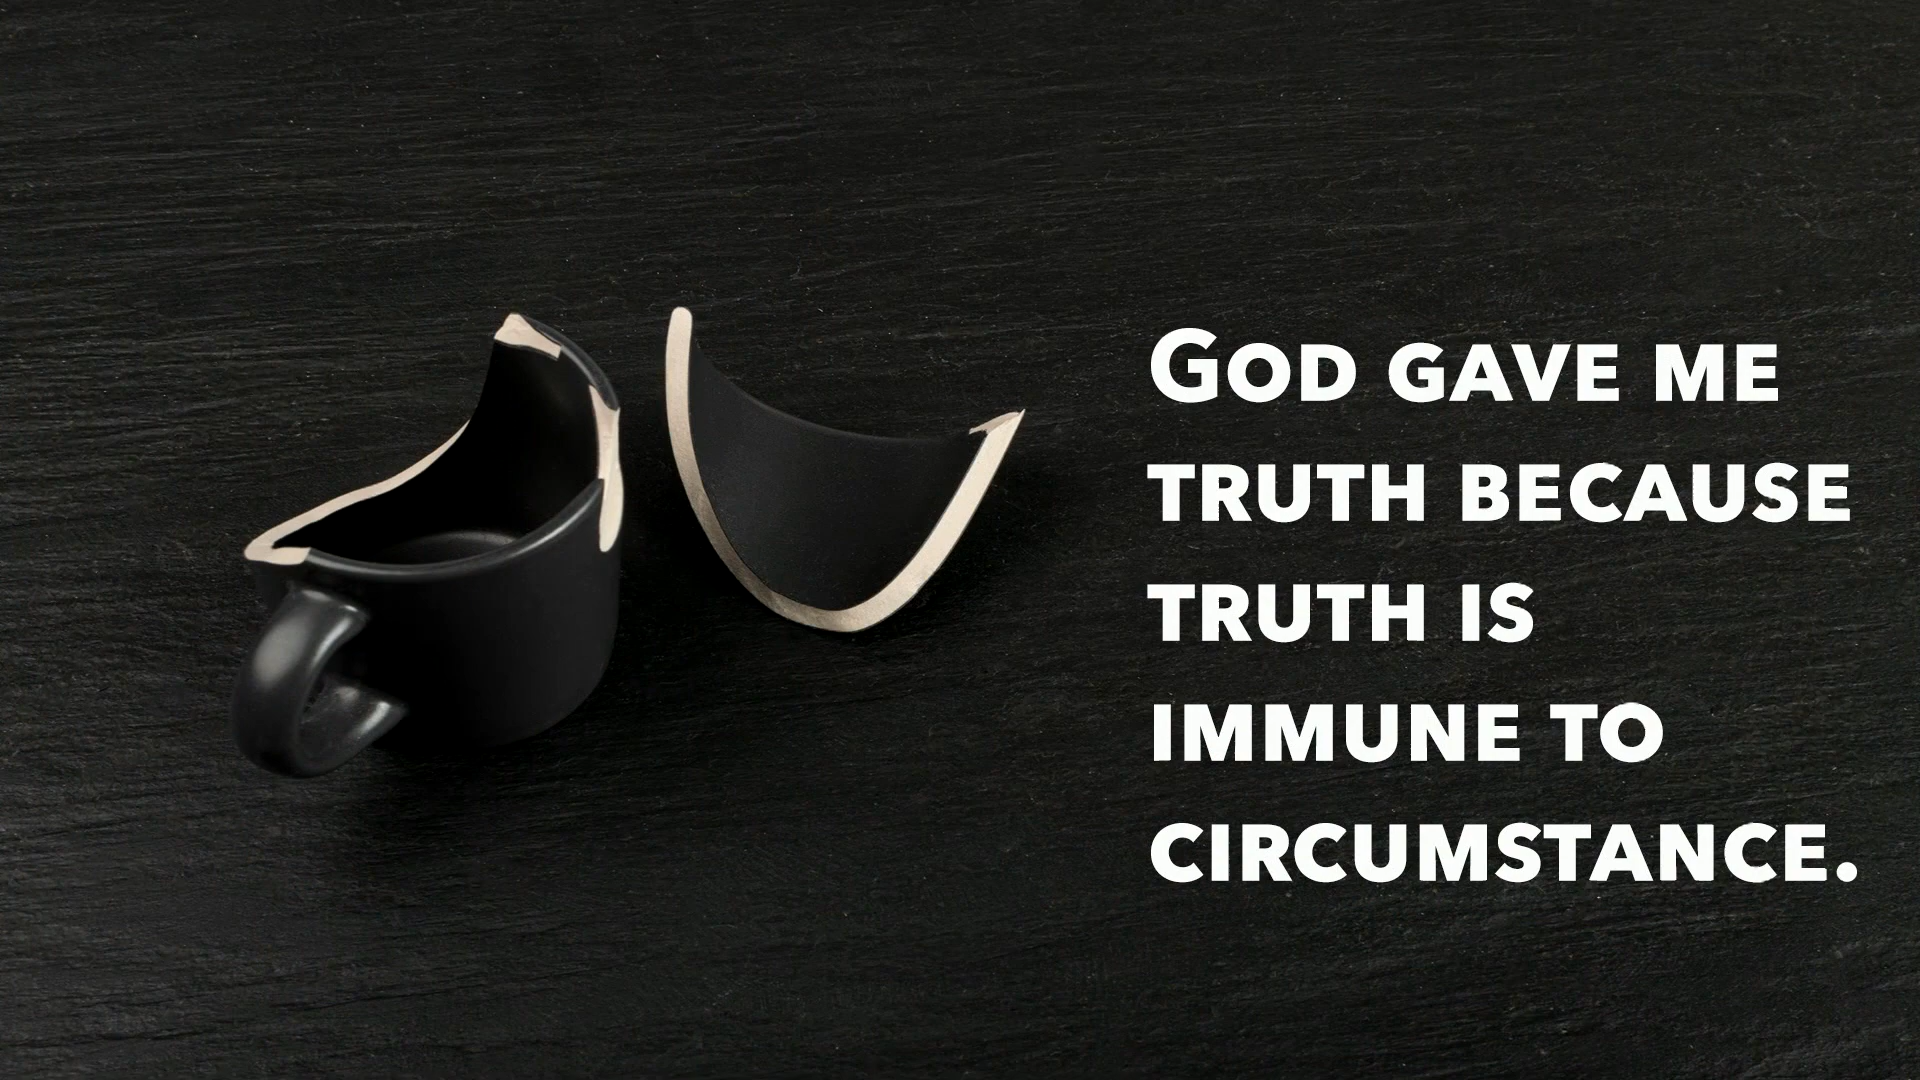 God gave me
truth because
truth is
immune to
circumstance.